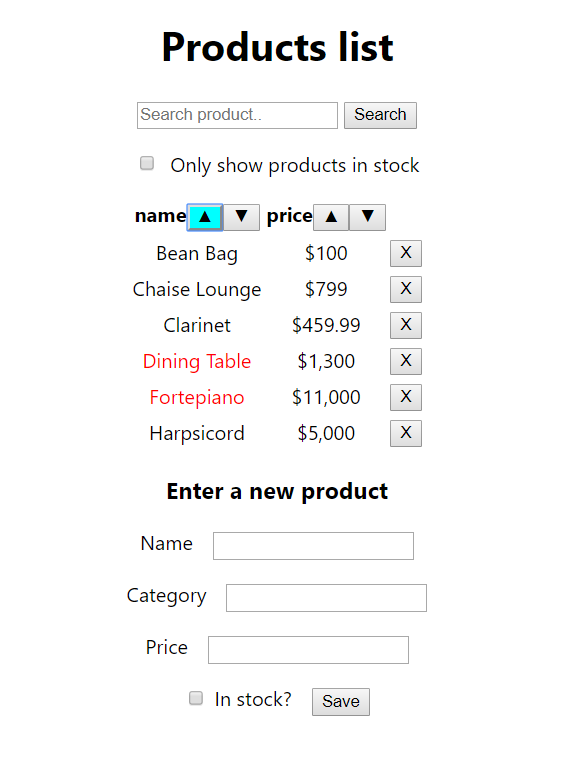 Products list
Search product.. Search
Only show products in stock
name ▲ ▼ price ▲ ▼
Bean Bag $100 X
Chaise Lounge $799 X
Clarinet $459.99 X
Dining Table $1,300 X
Fortepiano $11,000 X
Harpsicord $5,000 X
Enter a new product
Name
Category
Price
In stock? Save